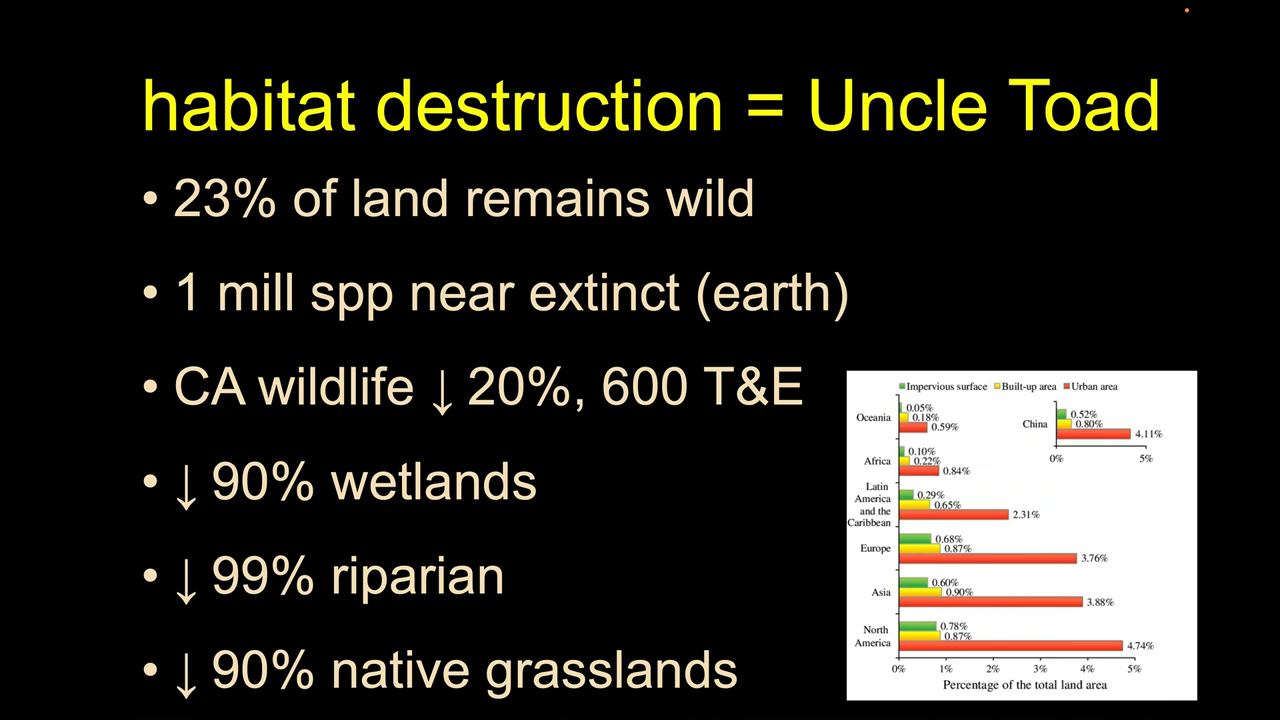 habitat destruction = Uncle Toad
• 23% of land remains wild
• 1 mill spp near extinct (earth)
• CA wildlife ↓ 20%, 600 T&E
• ↓ 90% wetlands
• ↓ 99% riparian
• ↓ 90% native grasslands
Impervious surface Built-up area Urban area
Oceania
0.05%
0.18%
0.59%
China
0.52%
0.80%
4.11%
0% 5%
Africa
0.10%
0.22%
0.84%
Latin
America
and the
Caribbean
0.29%
0.65%
2.31%
Europe
0.68%
0.87%
3.76%
Asia
0.60%
0.90%
3.88%
North
America
0.78%
0.87%
4.74%
0% 1% 2% 3% 4% 5%
Percentage of the total land area